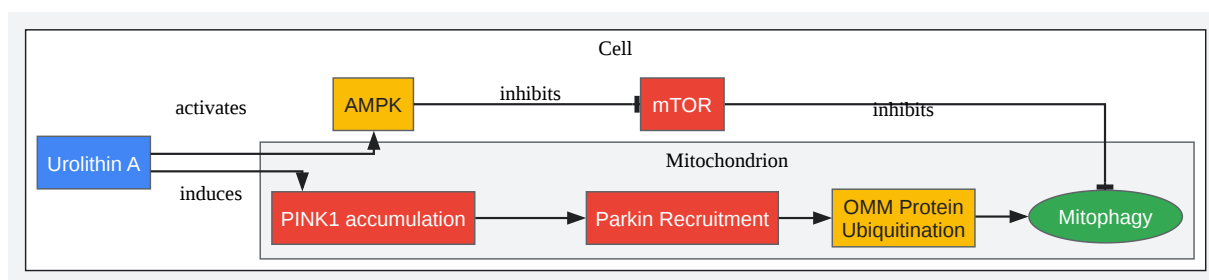 Cell
activates
AMPK
inhibits
mTOR
inhibits
Urolithin A
induces
Mitochondrion
PINK1 accumulation
Parkin Recruitment
OMM Protein
Ubiquitination
Mitophagy